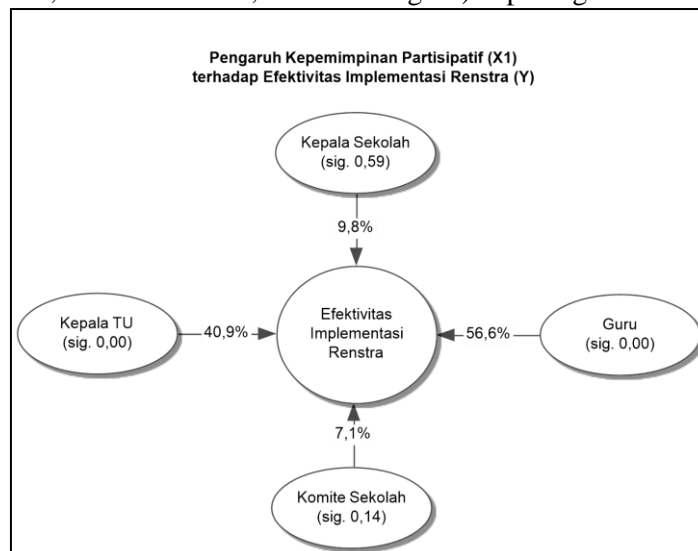 Pengaruh Kepemimpinan Partisipatif (X1)
terhadap Efektivitas Implementasi Renstra (Y)
Kepala Sekolah
(sig. 0,59)
9,8%
Kepala TU
(sig. 0,00)
40,9%
Efektivitas
Implementasi
Renstra
56,6%
Guru
(sig. 0,00)
7,1%
Komite Sekolah
(sig. 0,14)